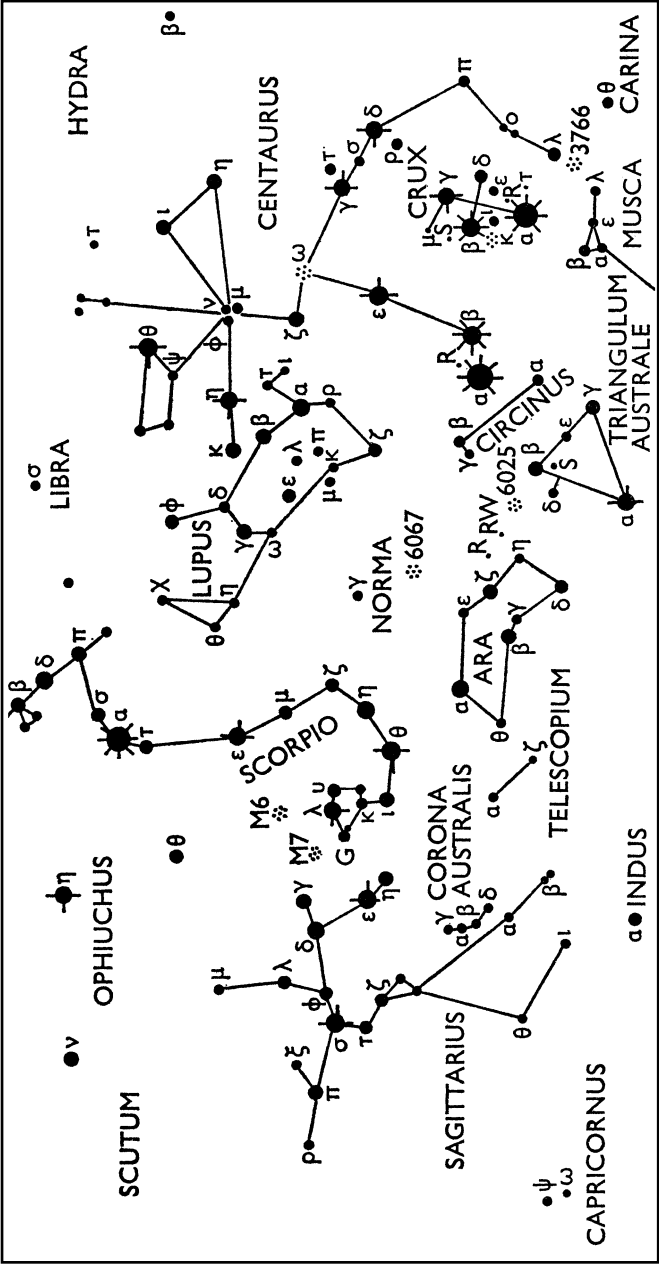 β
HYDRA
CENTAURUS
π
δ
σ
τ
ρ
γ
ο
λ
θ
CARINA
3766
CRUX
γ
δ
ε
ι
R
τ
μ
S
β
κ
α
λ
ε
β
α
MUSCA
η
ι
τ
ν
μ
φ
ω
ζ
ε
θ
ψ
η
κ
β
R
α
τ
ι
α
ρ
β
λ
π
κ
ε
μ
ζ
δ
φ
γ
ω
χ
η
θ
LUPUS
σ
LIBRA
α
β
γ
CIRCINUS
TRIANGULUM
AUSTRALE
γ
ε
β
S
δ
α
6025
RW
R
γ
NORMA
6067
η
ζ
ε
γ
δ
β
ARA
α
θ
β
δ
π
σ
α
τ
ε
μ
ζ
η
θ
SCORPIO
υ
λ
κ
ι
G
M6
M7
ζ
α
TELESCOPIUM
CORONA
AUSTRALIS
γ
α
β
δ
θ
η
OPHIUCHUS
ν
γ
δ
ε
η
μ
λ
φ
σ
ζ
τ
ξ
π
ρ
α
β
ι
θ
SAGITTARIUS
α
INDUS
SCUTUM
ψ
ω
CAPRICORNUS